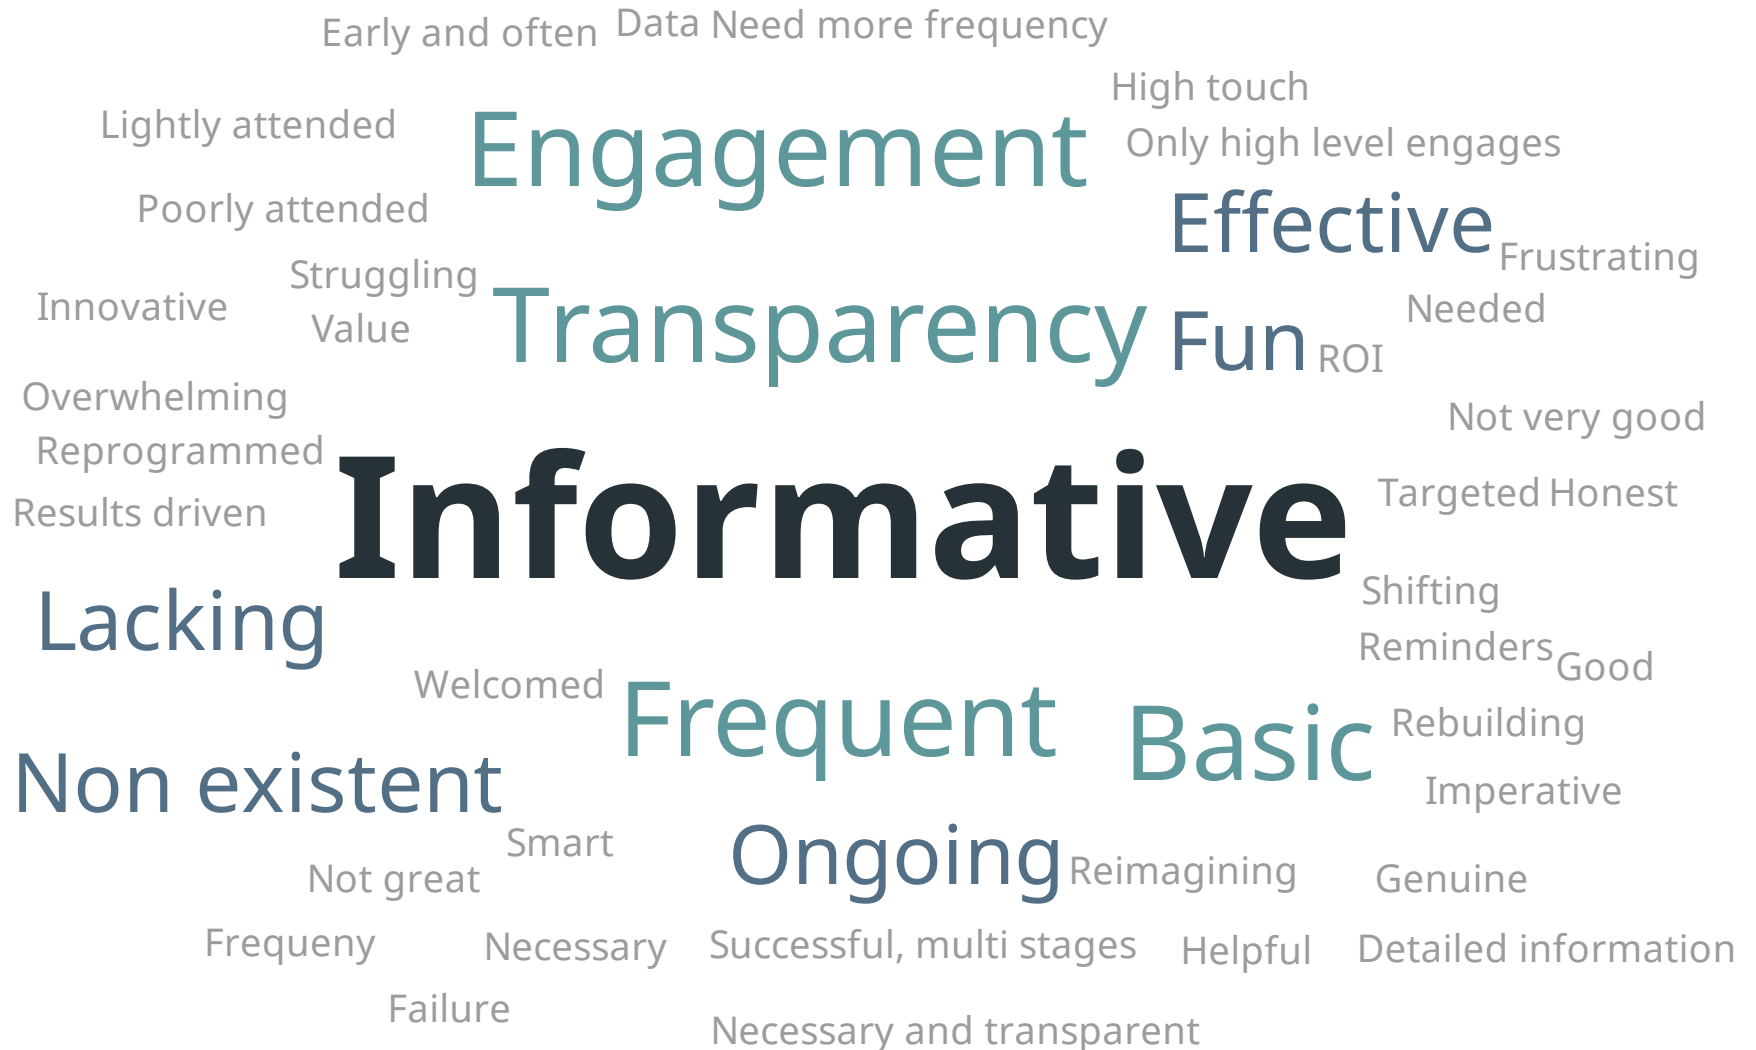 Early and often
Data
Need more frequency
High touch
Lightly attended
Engagement
Only high level engages
Poorly attended
Effective
Frustrating
Struggling
Innovative
Value
Transparency
Fun
Needed
ROI
Overwhelming
Not very good
Reprogrammed
Results driven
Informative
Targeted
Honest
Shifting
Lacking
Reminders
Good
Welcomed
Frequent
Basic
Rebuilding
Non existent
Imperative
Smart
Ongoing
Reimagining
Not great
Genuine
Frequeny
Necessary
Successful, multi stages
Helpful
Detailed information
Failure
Necessary and transparent